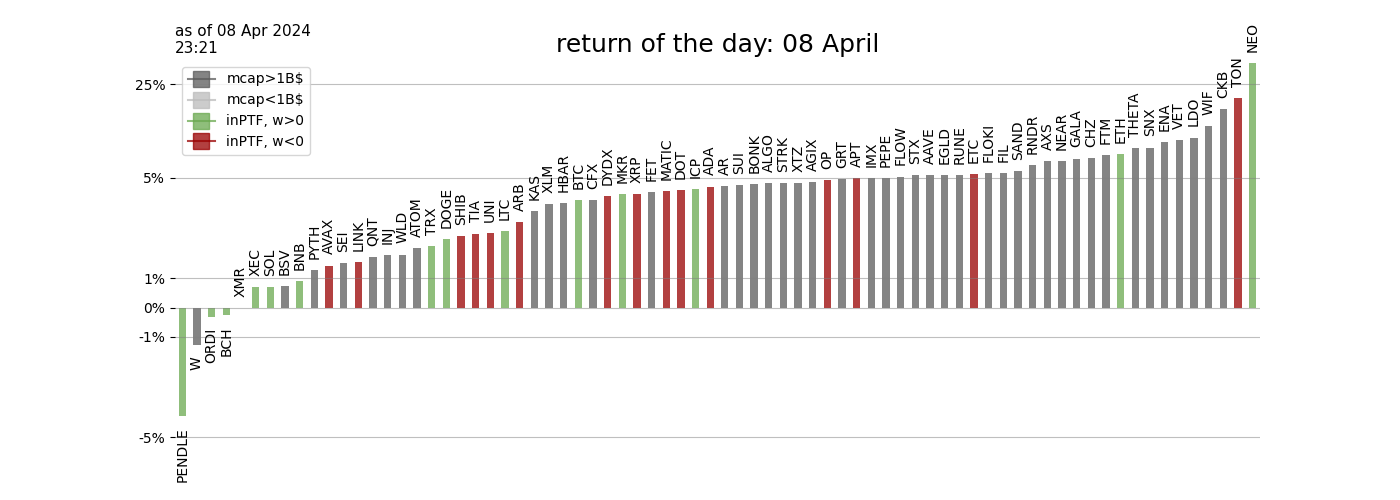 as of 08 Apr 2024
23:21
return of the day: 08 April
mcap>1B$
mcap<1B$
inPTF, w>0
inPTF, w<0
25%
5%
1%
0%
-1%
-5%
PENDLE
W
ORDI
BCH
XMR
XEC
SOL
BSV
BNB
PYTH
AVAX
SEI
LINK
QNT
INJ
WLD
ATOM
TRX
DOGE
SHIB
TIA
UNI
LTC
ARB
KAS
XLM
HBAR
BTC
CFX
DYDX
MKR
XRP
FET
MATIC
DOT
ICP
ADA
AR
SUI
BONK
ALGO
STRK
XTZ
AGIX
OP
GRT
APT
IMX
PEPE
FLOW
STX
AAVE
EGLD
RUNE
ETC
FLOKI
FIL
SAND
RNDR
AXS
NEAR
GALA
CHZ
FTM
ETH
THETA
SNX
ENA
VET
LDO
WIF
CKB
TON
NEO